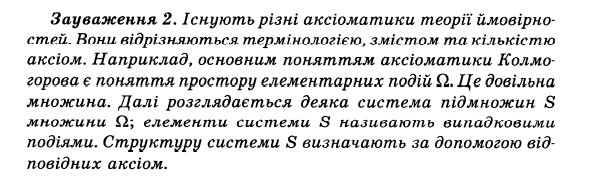 Зауваження 2. Існують різні аксіоматики теорії ймовірно-
стей. Вони відрізняються термінологією, змістом та кількістю
аксіом. Наприклад, основним поняттям аксіоматики Колмо-
горова є поняття простору елементарних подій Ω. Це довільна
множина. Далі розглядається деяка система підмножин S
множини Ω; елементи системи S називають випадковими
подіями. Структуру системи S визначають за допомогою від-
повідних аксіом.